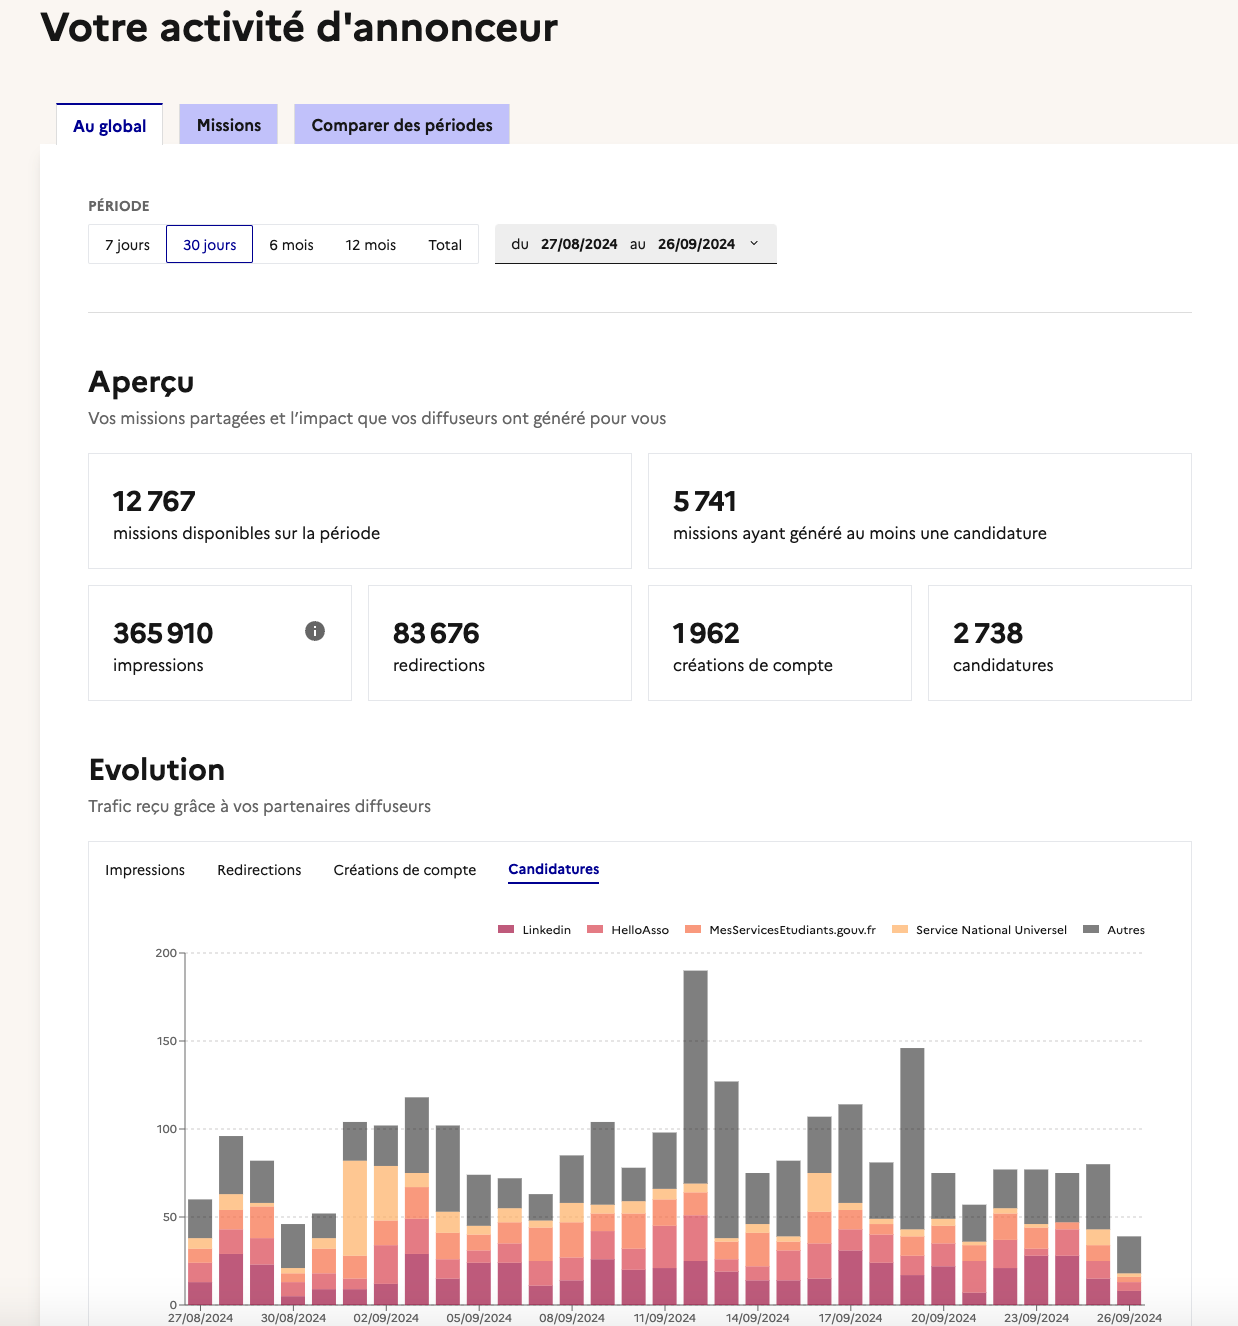 Votre activité d'annonceur
Au global Missions Comparer des périodes
PÉRIODE
7 jours 30 jours 6 mois 12 mois Total du 27/08/2024 au 26/09/2024
Aperçu
Vos missions partagées et l’impact que vos diffuseurs ont généré pour vous
12 767 5 741
missions disponibles sur la période missions ayant généré au moins une candidature
365 910 83 676 1 962 2 738
impressions redirections créations de compte candidatures
Evolution
Trafic reçu grâce à vos partenaires diffuseurs
Impressions Redirections Créations de compte Candidatures
Linkedin HelloAsso MesServicesEtudiants.gouv.fr Service National Universel Autres
200
150
100
50
0
27/08/2024 30/08/2024 02/09/2024 05/09/2024 08/09/2024 11/09/2024 14/09/2024 17/09/2024 20/09/2024 23/09/2024 26/09/2024